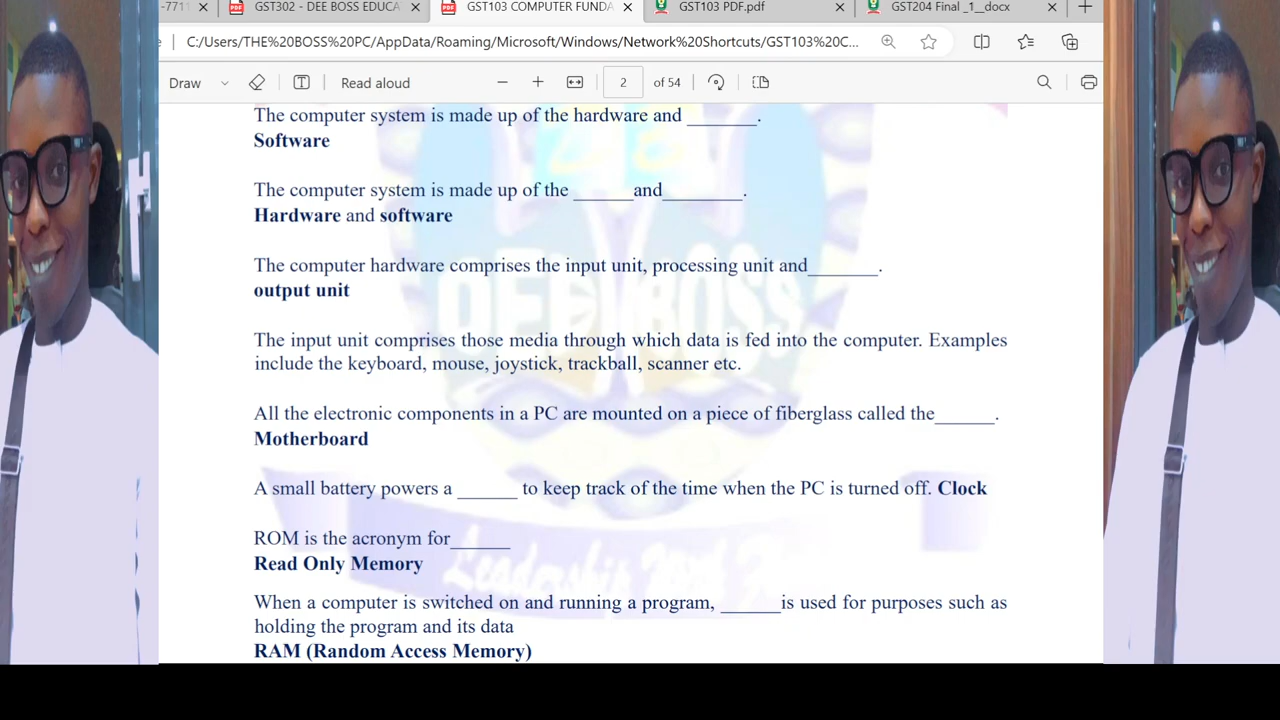 -7711
GST302 - DEE BOSS EDUCA
GST103 COMPUTER FUNDA
GST103 PDF.pdf
GST204 Final _1__docx
e
C:/Users/THE%20BOSS%20PC/AppData/Roaming/Microsoft/Windows/Network%20Shortcuts/GST103%20C...
Draw
Read aloud
2 of 54
The computer system is made up of the hardware and _______.
Software
The computer system is made up of the ______and________.
Hardware and software
The computer hardware comprises the input unit, processing unit and_______.
output unit
The input unit comprises those media through which data is fed into the computer. Examples
include the keyboard, mouse, joystick, trackball, scanner etc.
All the electronic components in a PC are mounted on a piece of fiberglass called the______.
Motherboard
A small battery powers a ______ to keep track of the time when the PC is turned off. Clock
ROM is the acronym for______
Read Only Memory
When a computer is switched on and running a program, ______is used for purposes such as
holding the program and its data
RAM (Random Access Memory)
DEE BOSS